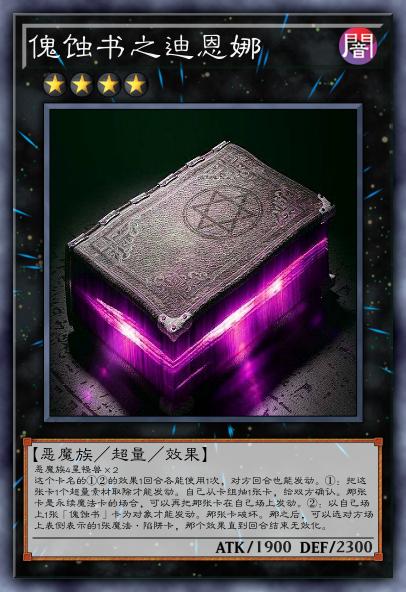 傀蚀书之迪恩娜
闇
【恶魔族／超量／效果】
恶魔族4星怪兽×2
这个卡名的①②的效果1回合各能使用1次，对方回合也能发动。①：把这
张卡1个超量素材取除才能发动。自己从卡组抽1张卡，给双方确认。那张
卡是永续魔法卡的场合，可以再把那张卡在自己场上发动。②：以自己场
上1张「傀蚀书」卡为对象才能发动。那张卡破坏。那之后，可以选对方场
上表侧表示的1张魔法·陷阱卡，那个效果直到回合结束无效化。
ATK/1900 DEF/2300